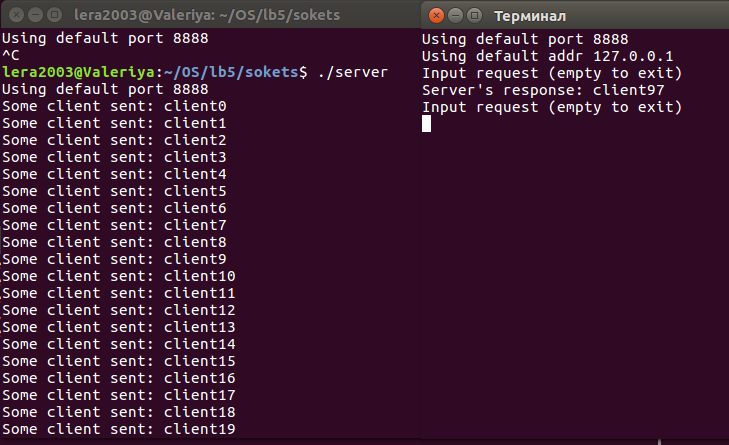 lera2003@Valeriya: ~/OS/lb5/sokets
Using default port 8888
^C
lera2003@Valeriya:~/OS/lb5/sokets$ ./server
Using default port 8888
Some client sent: client0
Some client sent: client1
Some client sent: client2
Some client sent: client3
Some client sent: client4
Some client sent: client5
Some client sent: client6
Some client sent: client7
Some client sent: client8
Some client sent: client9
Some client sent: client10
Some client sent: client11
Some client sent: client12
Some client sent: client13
Some client sent: client14
Some client sent: client15
Some client sent: client16
Some client sent: client17
Some client sent: client18
Some client sent: client19
Терминал
Using default port 8888
Using default addr 127.0.0.1
Input request (empty to exit)
Server's response: client97
Input request (empty to exit)